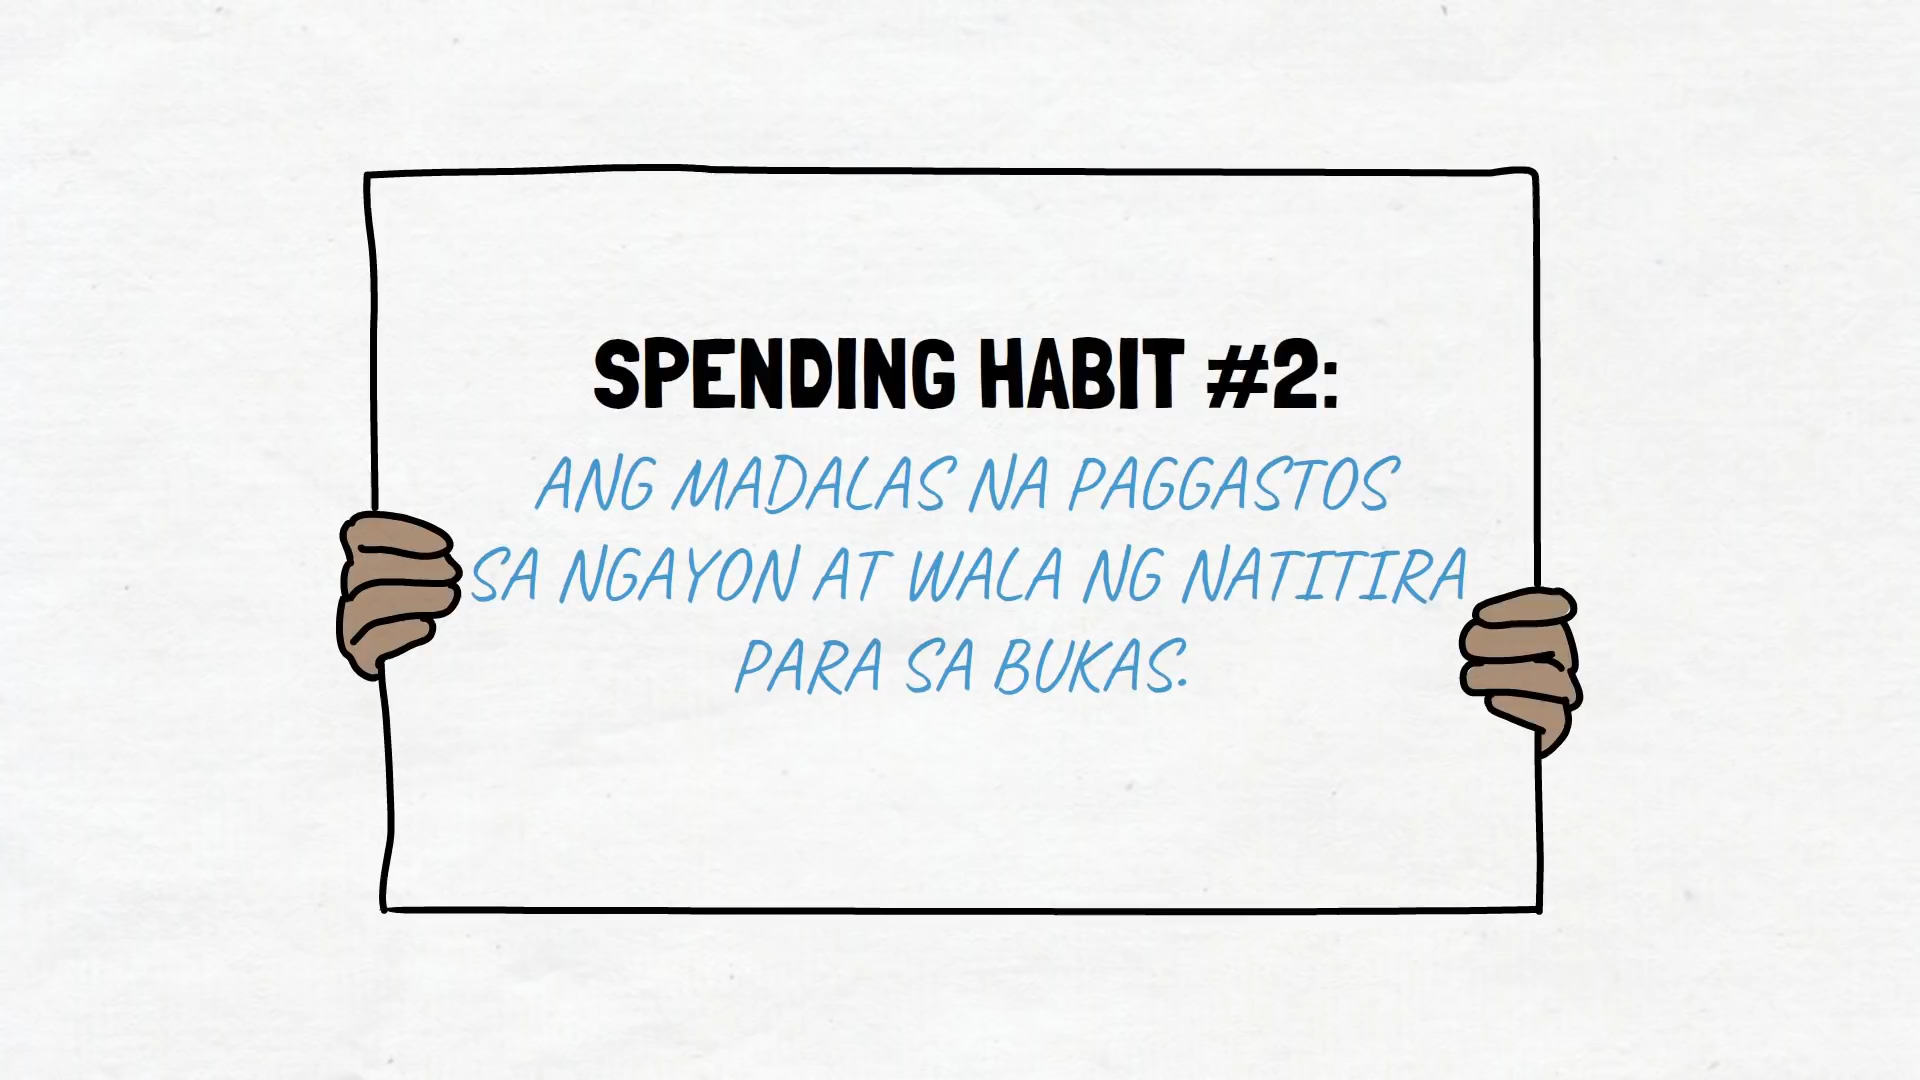 SPENDING HABIT #2:
ANG MADALAS NA PAGGASTOS
SA NGAYON AT WALA NG NATITIRA
PARA SA BUKAS.